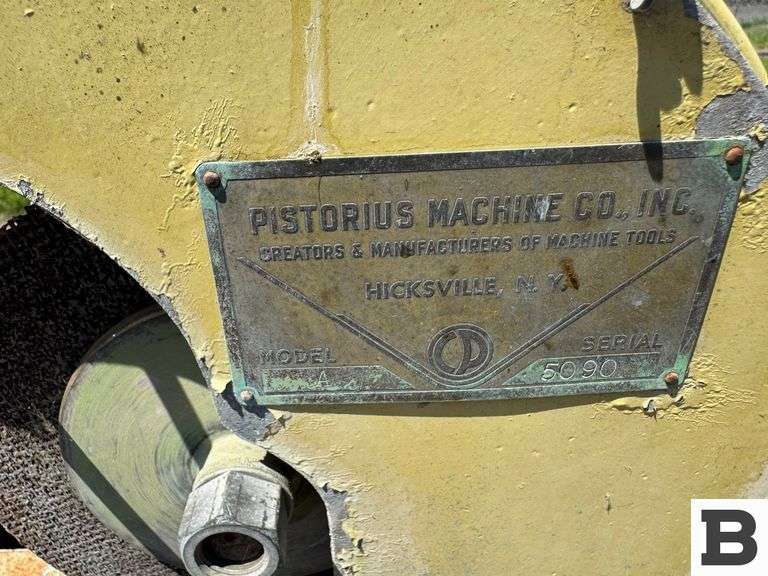 PISTORIUS MACHINE CO., INC.
CREATORS & MANUFACTURERS OF MACHINE TOOLS
HICKSVILLE, N. Y.
MODEL
SERIAL
A
5090
B